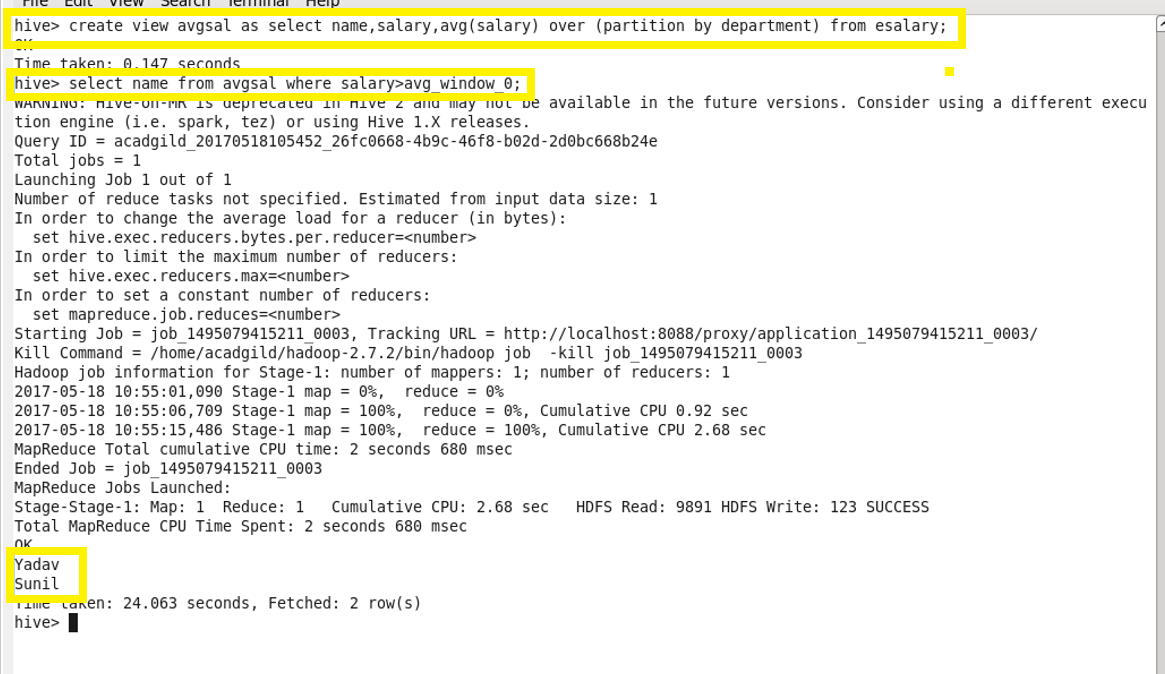 File Edit View Search Terminal Help
hive> create view avgsal as select name,salary,avg(salary) over (partition by department) from esalary;
OK
Time taken: 0.147 seconds
hive> select name from avgsal where salary>avg_window_0;
WARNING: Hive-on-MR is deprecated in Hive 2 and may not be available in the future versions. Consider using a different execu
tion engine (i.e. spark, tez) or using Hive 1.X releases.
Query ID = acadgild_20170518105452_26fc0668-4b9c-46f8-b02d-2d0bc668b24e
Total jobs = 1
Launching Job 1 out of 1
Number of reduce tasks not specified. Estimated from input data size: 1
In order to change the average load for a reducer (in bytes):
  set hive.exec.reducers.bytes.per.reducer=<number>
In order to limit the maximum number of reducers:
  set hive.exec.reducers.max=<number>
In order to set a constant number of reducers:
  set mapreduce.job.reduces=<number>
Starting Job = job_1495079415211_0003, Tracking URL = http://localhost:8088/proxy/application_1495079415211_0003/
Kill Command = /home/acadgild/hadoop-2.7.2/bin/hadoop job  -kill job_1495079415211_0003
Hadoop job information for Stage-1: number of mappers: 1; number of reducers: 1
2017-05-18 10:55:01,090 Stage-1 map = 0%,  reduce = 0%
2017-05-18 10:55:06,709 Stage-1 map = 100%,  reduce = 0%, Cumulative CPU 0.92 sec
2017-05-18 10:55:15,486 Stage-1 map = 100%,  reduce = 100%, Cumulative CPU 2.68 sec
MapReduce Total cumulative CPU time: 2 seconds 680 msec
Ended Job = job_1495079415211_0003
MapReduce Jobs Launched:
Stage-Stage-1: Map: 1  Reduce: 1   Cumulative CPU: 2.68 sec   HDFS Read: 9891 HDFS Write: 123 SUCCESS
Total MapReduce CPU Time Spent: 2 seconds 680 msec
OK
Yadav
Sunil
Time taken: 24.063 seconds, Fetched: 2 row(s)
hive>